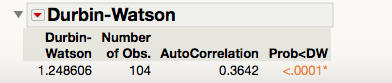 Durbin-Watson
Durbin- Number
Watson of Obs. AutoCorrelation Prob<DW
1.248606 104 0.3642 <.0001*